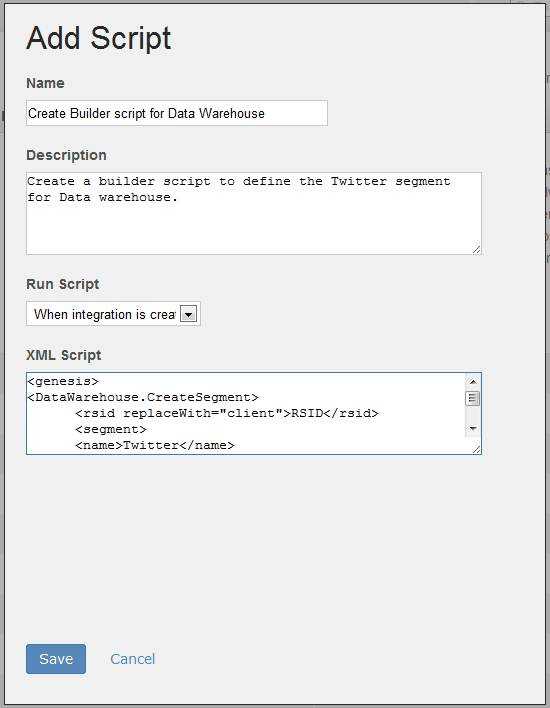 Add Script
Name
Create Builder script for Data Warehouse
Description
Create a builder script to define the Twitter segment
for Data warehouse.
Run Script
When integration is crea
XML Script
<genesis>
<DataWarehouse.CreateSegment>
<rsid replaceWith="client">RSID</rsid>
<segment>
<name>Twitter</name>
Save Cancel